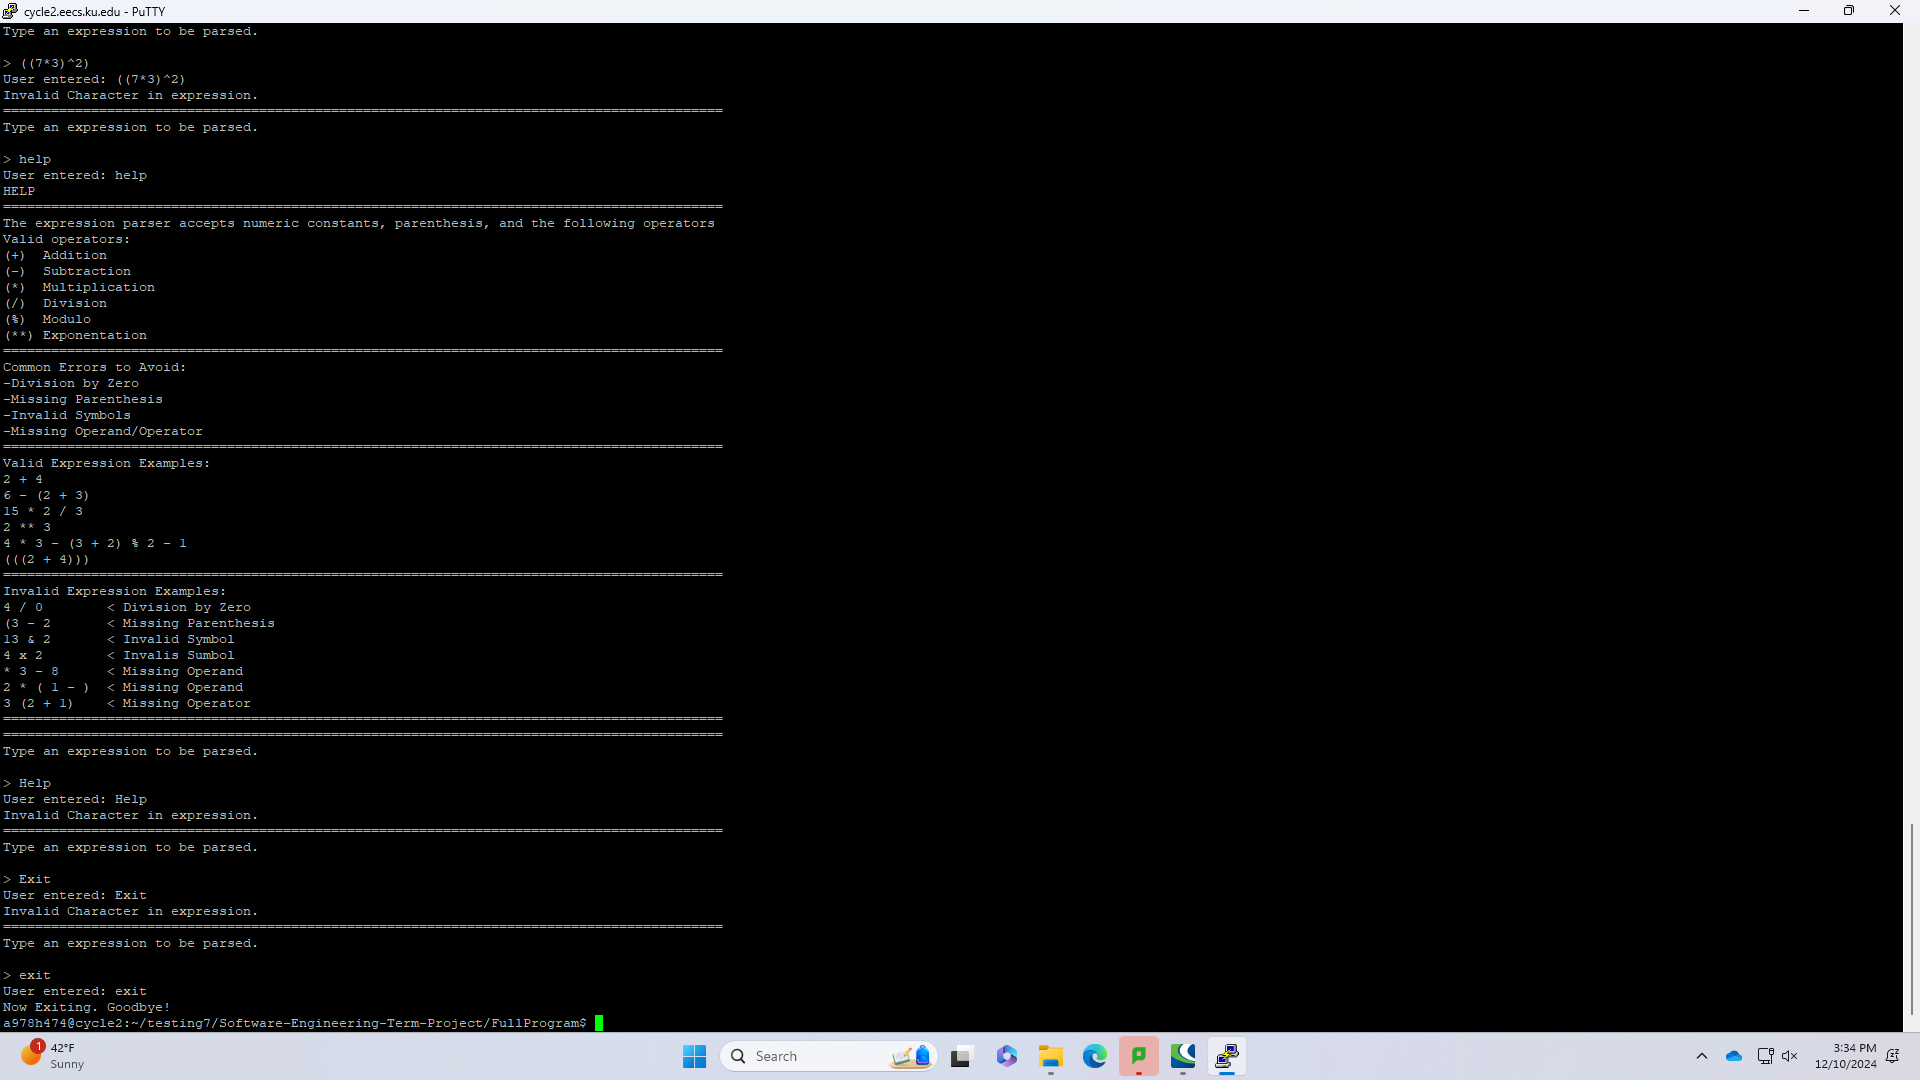 cycle2.eecs.ku.edu - PuTTY
Type an expression to be parsed.
> ((7*3)^2)
User entered: ((7*3)^2)
Invalid Character in expression.
==========================================================================================
Type an expression to be parsed.
> help
User entered: help
HELP
==========================================================================================
The expression parser accepts numeric constants, parenthesis, and the following operators
Valid operators:
(+)  Addition
(-)  Subtraction
(*)  Multiplication
(/)  Division
(%)  Modulo
(**) Exponentation
==========================================================================================
Common Errors to Avoid:
-Division by Zero
-Missing Parenthesis
-Invalid Symbols
-Missing Operand/Operator
==========================================================================================
Valid Expression Examples:
2 + 4
6 - (2 + 3)
15 * 2 / 3
2 ** 3
4 * 3 - (3 + 2) % 2 - 1
(((2 + 4)))
==========================================================================================
Invalid Expression Examples:
4 / 0        < Division by Zero
(3 - 2       < Missing Parenthesis
13 & 2       < Invalid Symbol
4 x 2        < Invalis Sumbol
* 3 - 8      < Missing Operand
2 * ( 1 - )  < Missing Operand
3 (2 + 1)    < Missing Operator
==========================================================================================
==========================================================================================
Type an expression to be parsed.
> Help
User entered: Help
Invalid Character in expression.
==========================================================================================
Type an expression to be parsed.
> Exit
User entered: Exit
Invalid Character in expression.
==========================================================================================
Type an expression to be parsed.
> exit
User entered: exit
Now Exiting. Goodbye!
a978h474@cycle2:~/testing7/Software-Engineering-Term-Project/FullProgram$
1
42°F
Sunny
Search
3:34 PM
12/10/2024